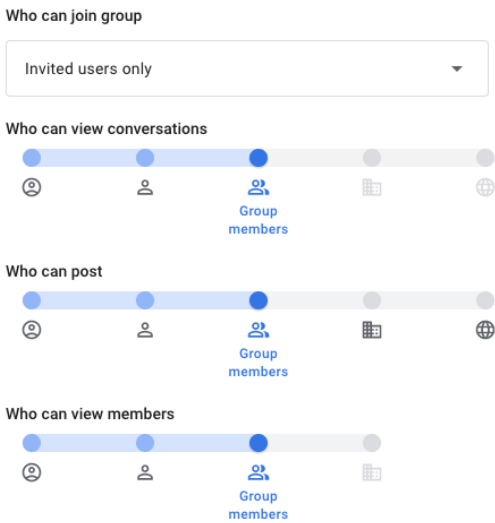 Who can join group
Invited users only
Who can view conversations
Group
members
Who can post
Group
members
Who can view members
Group
members